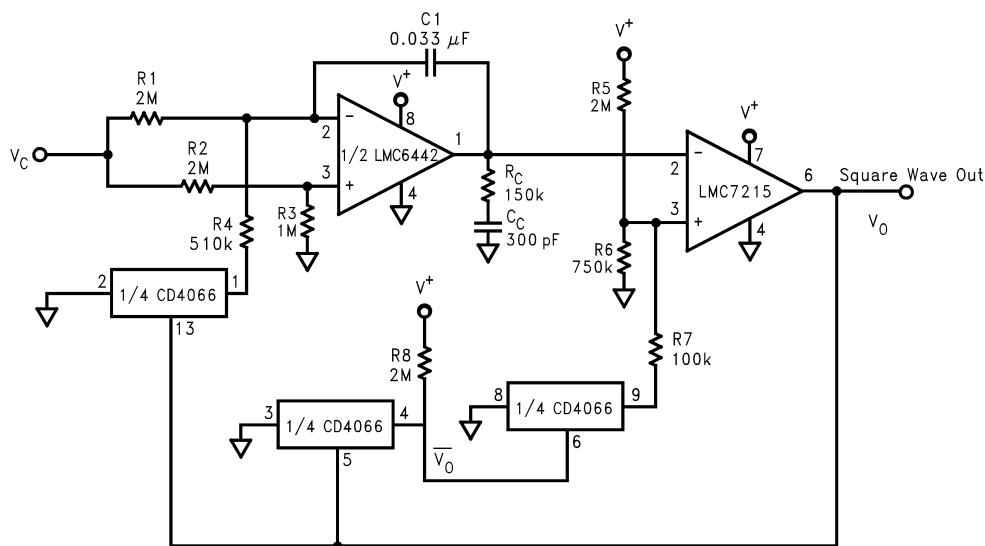 C1
0.033 μF
V+
R1
2M
VC
R2
2M
R3
1M
R4
510k
2
3
8
1
4
−
+
1/2 LMC6442
RC
150k
CC
300 pF
V+
R5
2M
R6
750k
V+
7
2
3
6
4
−
+
LMC7215
Square Wave Out
VO
R7
100k
2
1/4 CD4066
1
13
V+
R8
2M
3
1/4 CD4066
4
5
V̅O̅
8
1/4 CD4066
9
6